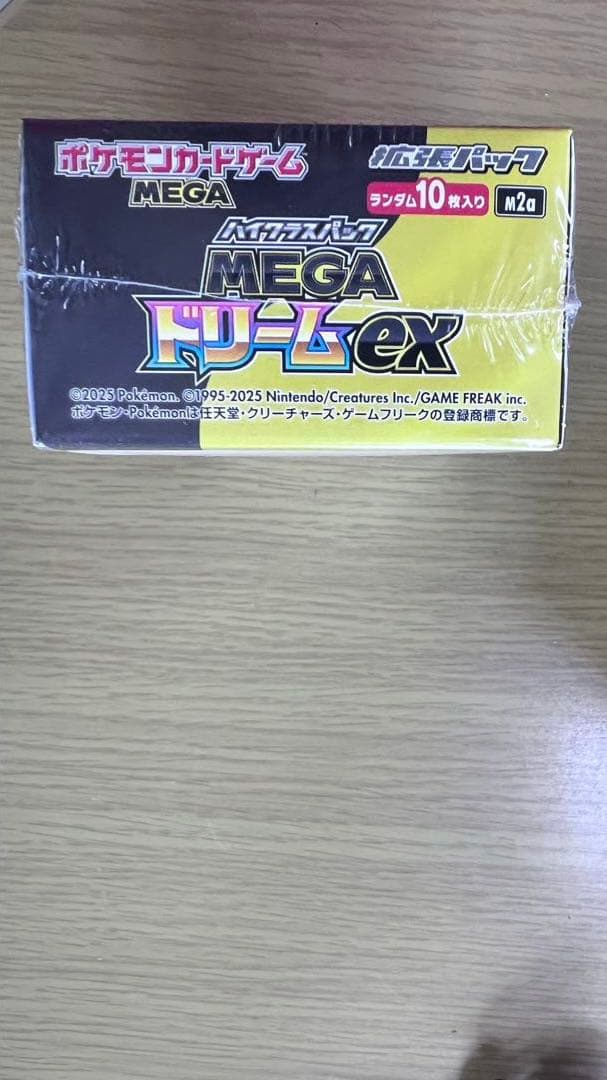 ポケモンカードゲーム
MEGA
拡張パック
ランダム10枚入り
M2a
ハイクラスパック
MEGA
ドリームex
©2025 Pokémon. ©1995-2025 Nintendo/Creatures Inc./GAME FREAK inc.
ポケモン・Pokémonは任天堂・クリーチャーズ・ゲームフリークの登録商標です。